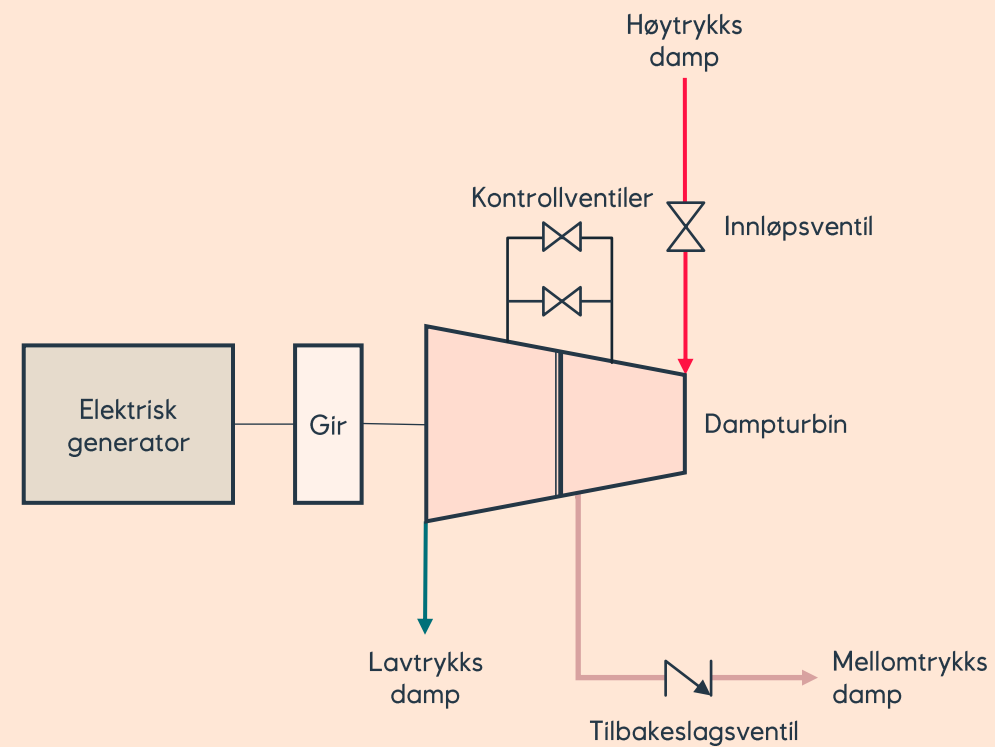 Høytrykks
damp
Kontrollventiler
Innløpsventil
Elektrisk
generator
Gir
Dampturbin
Lavtrykks
damp
Mellomtrykks
damp
Tilbakeslagsventil